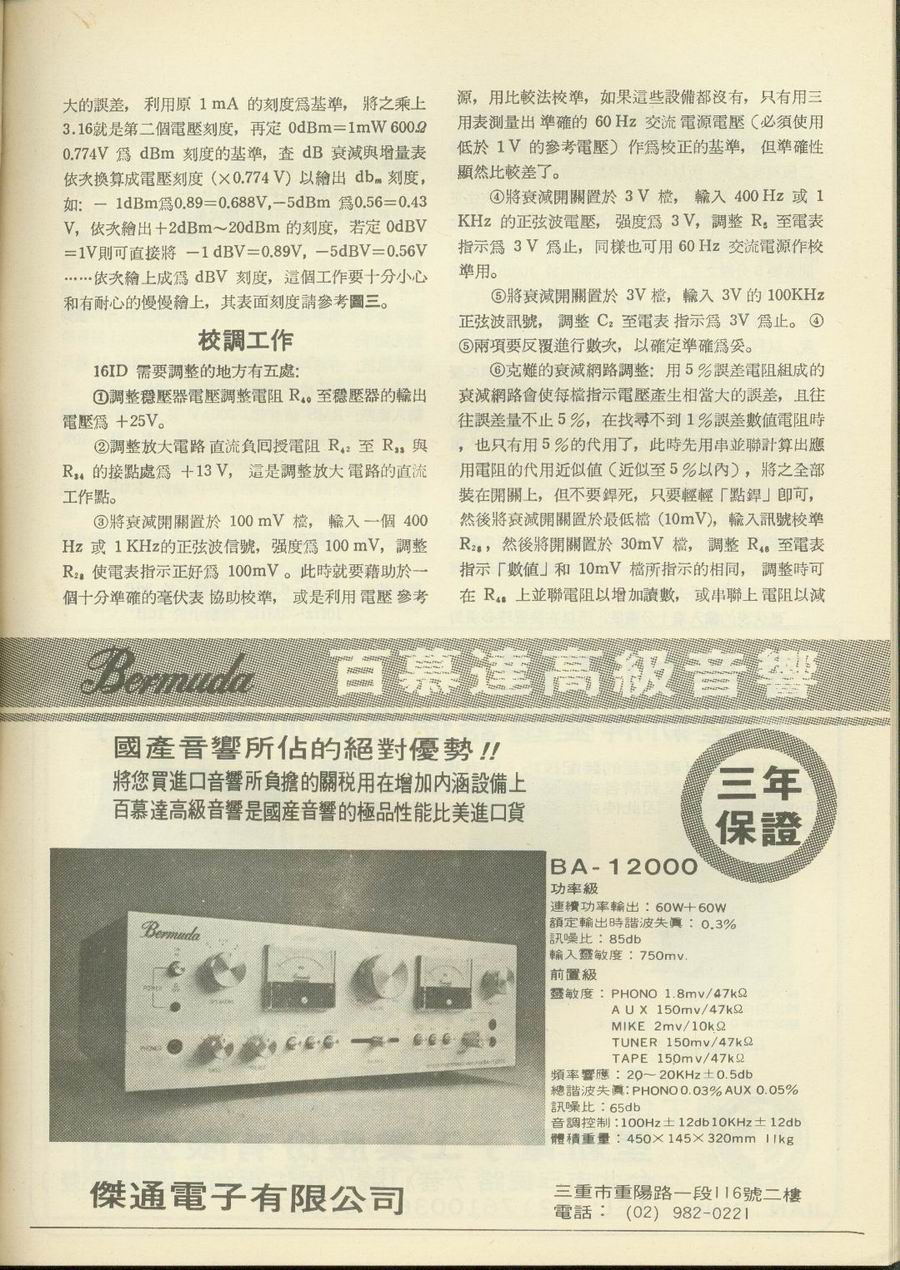 大的誤差， 利用原 1 mA 的刻度爲基準， 將之乘上
3.16就是第二個電壓刻度，再定 0dBm=1mW 600Ω
0.774V 爲 dBm 刻度的基準，查 dB 衰減與增量表
依次換算成電壓刻度 (×0.774 V) 以繪出 dbm 刻度，
如: － 1dBm爲0.89=0.688V,−5dBm 爲0.56=0.43
V，依次繪出＋2dBm～20dBm 的刻度，若定 0dBV
=1V則可直接將 −1 dBV=0.89V，−5dBV=0.56V
……依次繪上成爲 dBV 刻度，這個工作要十分小心
和有耐心的慢慢繪上，其表面刻度請參考圖三。
校調工作
16ID 需要調整的地方有五處:
①調整穩壓器電壓調整電阻 R40 至穩壓器的輸出
電壓爲 +25V。
②調整放大電路直流負囘授電阻 R42 至 R33 與
R34 的接點處爲 +13 V， 這是調整放大電路的直流
工作點。
③將衰減開關置於 100 mV 檔， 輸入一個 400
Hz 或 1 KHz的正弦波信號，强度爲 100 mV，調整
R28 使電表指示正好爲 100mV 。此時就要藉助於一
個十分準確的毫伏表協助校準， 或是利用電壓參考
源，用比較法校準，如果這些設備都沒有，只有用三
用表測量出準確的 60 Hz 交流電源電壓（必須使用
低於 1 V 的參考電壓）作爲校正的基準， 但準確性
顯然比較差了。
④將衰減開關置於 3 V 檔， 輸入 400 Hz 或 1
KHz 的正弦波電壓， 强度爲 3 V，調整 R5 至電表
指示爲 3 V 爲止，同樣也可用 60 Hz 交流電源作校
準用。
⑤將衰減開關置於 3V 檔， 輸入 3V 的 100KHz
正弦波訊號， 調整 C2 至電表指示爲 3V 爲止。 ④
⑤兩項要反覆進行數次，以確定準確爲妥。
⑥克難的衰減網路調整: 用 5％誤差電阻組成的
衰減網路會使每檔指示電壓產生相當大的誤差，且往
往誤差量不止 5％，在找尋不到 1％誤差數值電阻時
，也只有用 5％的代用了，此時先用串並聯計算出應
用電阻的代用近似值（近似至 5％以內），將之全部
裝在開關上，但不要銲死，只要輕輕「點銲」卽可，
然後將衰減開關置於最低檔 (10mV)，輸入訊號校準
R28，然後將開關置於 30mV 檔， 調整 R46 至電表
指示「數値」和 10mV 檔所指示的相同， 調整時可
在 R46 上並聯電阻以增加讀數， 或串聯上電阻以減
Bermuda 百慕達高級音響
國產音響所佔的絕對優勢!!
將您買進口音響所負擔的關税用在增加内涵設備上
百慕達高級音響是國産音響的極品性能比美進口貨
三年
保證
Bermuda
POWER
PHONES
BA-12000
功率級
連續功率輸出：60W＋60W
額定輸出時諧波失眞：0.3%
訊噪比：85db
輸入靈敏度：750mv.
前置級
靈敏度：PHONO 1.8mv/47kΩ
A U X 150mv/47kΩ
MIKE 2mv/10kΩ
TUNER 150mv/47kΩ
TAPE 150mv/47kΩ
頻率響應：20～20KHz±0.5db
總諧波失眞:PHONO 0.03% AUX 0.05%
訊噪比：65db
音調控制:100Hz±12db10KHz±12db
體積重量：450×145×320mm 11kg
傑通電子有限公司
三重市重陽路一段116號二樓
電話： (02) 982-0221